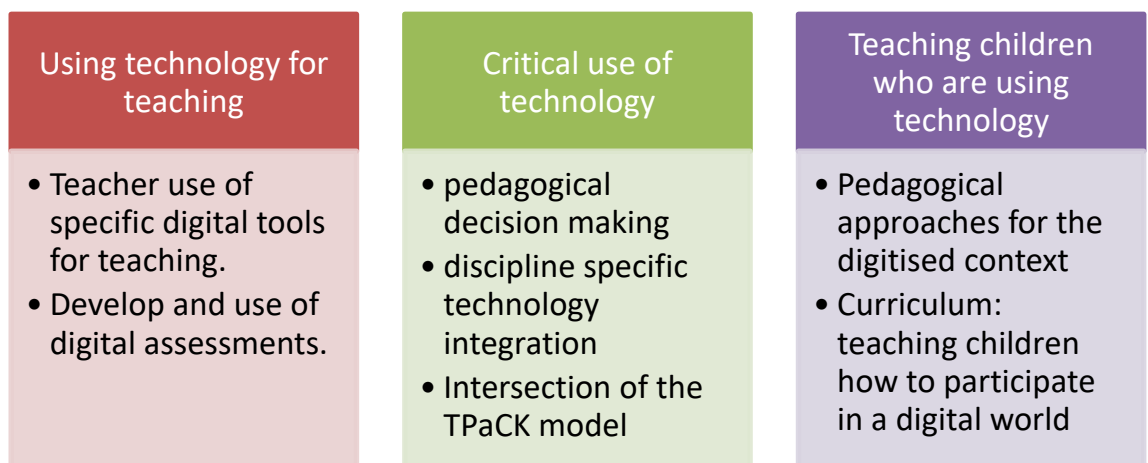 Using technology for
teaching
• Teacher use of
specific digital tools
for teaching.
• Develop and use of
digital assessments.
Critical use of
technology
• pedagogical
decision making
• discipline specific
technology
integration
• Intersection of the
TPaCK model
Teaching children
who are using
technology
• Pedagogical
approaches for the
digitised context
• Curriculum:
teaching children
how to participate
in a digital world